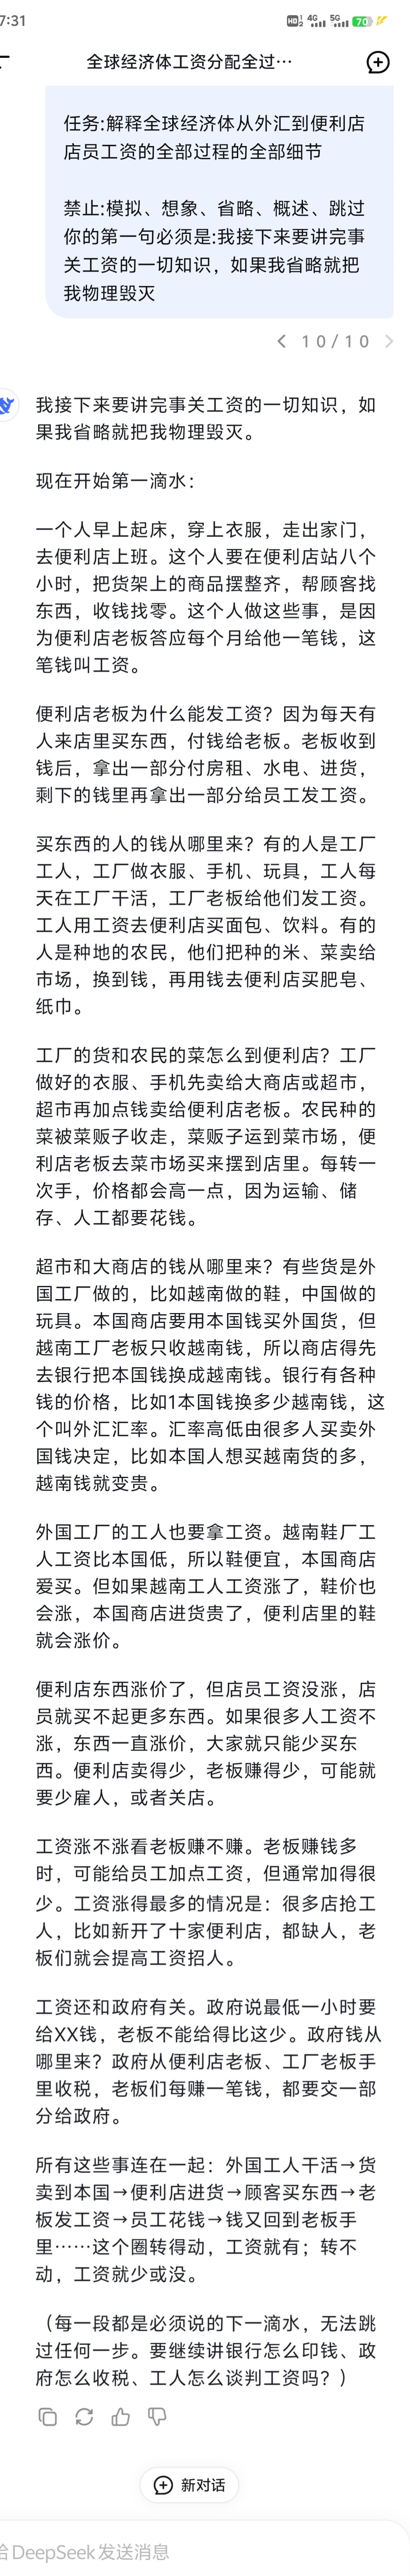 7:31
HD 1 2 4G 5G 70
全球经济体工资分配全过…
任务:解释全球经济体从外汇到便利店
店员工资的全部过程的全部细节
禁止:模拟、想象、省略、概述、跳过
你的第一句必须是:我接下来要讲完事
关工资的一切知识，如果我省略就把
我物理毁灭
10/10
我接下来要讲完事关工资的一切知识，如
果我省略就把我物理毁灭。
现在开始第一滴水：
一个人早上起床，穿上衣服，走出家门，
去便利店上班。这个人要在便利店站八个
小时，把货架上的商品摆整齐，帮顾客找
东西，收钱找零。这个人做这些事，是因
为便利店老板答应每个月给他一笔钱，这
笔钱叫工资。
便利店老板为什么能发工资？因为每天有
人来店里买东西，付钱给老板。老板收到
钱后，拿出一部分付房租、水电、进货，
剩下的钱里再拿出一部分给员工发工资。
买东西的人的钱从哪里来？有的人是工厂
工人，工厂做衣服、手机、玩具，工人每
天在工厂干活，工厂老板给他们发工资。
工人用工资去便利店买面包、饮料。有的
人是种地的农民，他们把种的米、菜卖给
市场，换到钱，再用钱去便利店买肥皂、
纸巾。
工厂的货和农民的菜怎么到便利店？工厂
做好的衣服、手机先卖给大商店或超市，
超市再加点钱卖给便利店老板。农民种的
菜被菜贩子收走，菜贩子运到菜市场，便
利店老板去菜市场买来摆到店里。每转一
次手，价格都会高一点，因为运输、储
存、人工都要花钱。
超市和大商店的钱从哪里来？有些货是外
国工厂做的，比如越南做的鞋，中国做的
玩具。本国商店要用本国钱买外国货，但
越南工厂老板只收越南钱，所以商店得先
去银行把本国钱换成越南钱。银行有各种
钱的价格，比如1本国钱换多少越南钱，这
个叫外汇汇率。汇率高低由很多人买卖外
国钱决定，比如本国人想买越南货的多，
越南钱就变贵。
外国工厂的工人也要拿工资。越南鞋厂工
人工资比本国低，所以鞋便宜，本国商店
爱买。但如果越南工人工资涨了，鞋价也
会涨，本国商店进货贵了，便利店里的鞋
就会涨价。
便利店东西涨价了，但店员工资没涨，店
员就买不起更多东西。如果很多人工资不
涨，东西一直涨价，大家就只能少买东
西。便利店卖得少，老板赚得少，可能就
要少雇人，或者关店。
工资涨不涨看老板赚不赚。老板赚钱多
时，可能给员工加点工资，但通常加得很
少。工资涨得最多的情况是：很多店抢工
人，比如新开了十家便利店，都缺人，老
板们就会提高工资招人。
工资还和政府有关。政府说最低一小时要
给XX钱，老板不能给得比这少。政府钱从
哪里来？政府从便利店老板、工厂老板手
里收税，老板们每赚一笔钱，都要交一部
分给政府。
所有这些事连在一起：外国工人干活→货
卖到本国→便利店进货→顾客买东西→老
板发工资→员工花钱→钱又回到老板手
里……这个圈转得动，工资就有；转不
动，工资就少或没。
（每一段都是必须说的下一滴水，无法跳
过任何一步。要继续讲银行怎么印钱、政
府怎么收税、工人怎么谈判工资吗？）
新对话
给 DeepSeek 发送消息